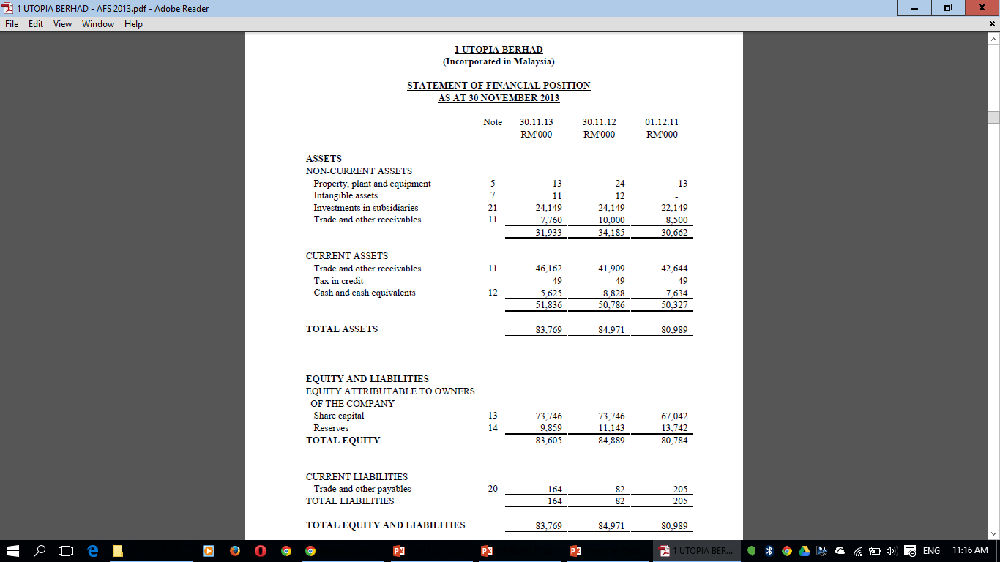 1 UTOPIA BERHAD - AFS 2013.pdf - Adobe Reader
File Edit View Window Help
1 UTOPIA BERHAD
(Incorporated in Malaysia)
STATEMENT OF FINANCIAL POSITION
AS AT 30 NOVEMBER 2013
Note 30.11.13 30.11.12 01.12.11
RM'000 RM'000 RM'000
ASSETS
NON-CURRENT ASSETS
Property, plant and equipment 5 13 24 13
Intangible assets 7 11 12 -
Investments in subsidiaries 21 24,149 24,149 22,149
Trade and other receivables 11 7,760 10,000 8,500
31,933 34,185 30,662
CURRENT ASSETS
Trade and other receivables 11 46,162 41,909 42,644
Tax in credit 49 49 49
Cash and cash equivalents 12 5,625 8,828 7,634
51,836 50,786 50,327
TOTAL ASSETS 83,769 84,971 80,989
EQUITY AND LIABILITIES
EQUITY ATTRIBUTABLE TO OWNERS
OF THE COMPANY
Share capital 13 73,746 73,746 67,042
Reserves 14 9,859 11,143 13,742
TOTAL EQUITY 83,605 84,889 80,784
CURRENT LIABILITIES
Trade and other payables 20 164 82 205
TOTAL LIABILITIES 164 82 205
TOTAL EQUITY AND LIABILITIES 83,769 84,971 80,989
1 UTOPIA BER... ENG 11:16 AM